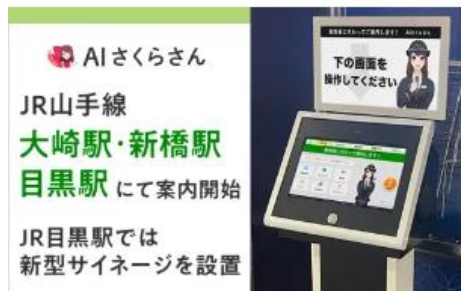 AIさくらさん
JR山手線
大崎駅・新橋駅
目黒駅 にて案内開始
JR目黒駅では
新型サイネージを設置
下の画面を
操作してください